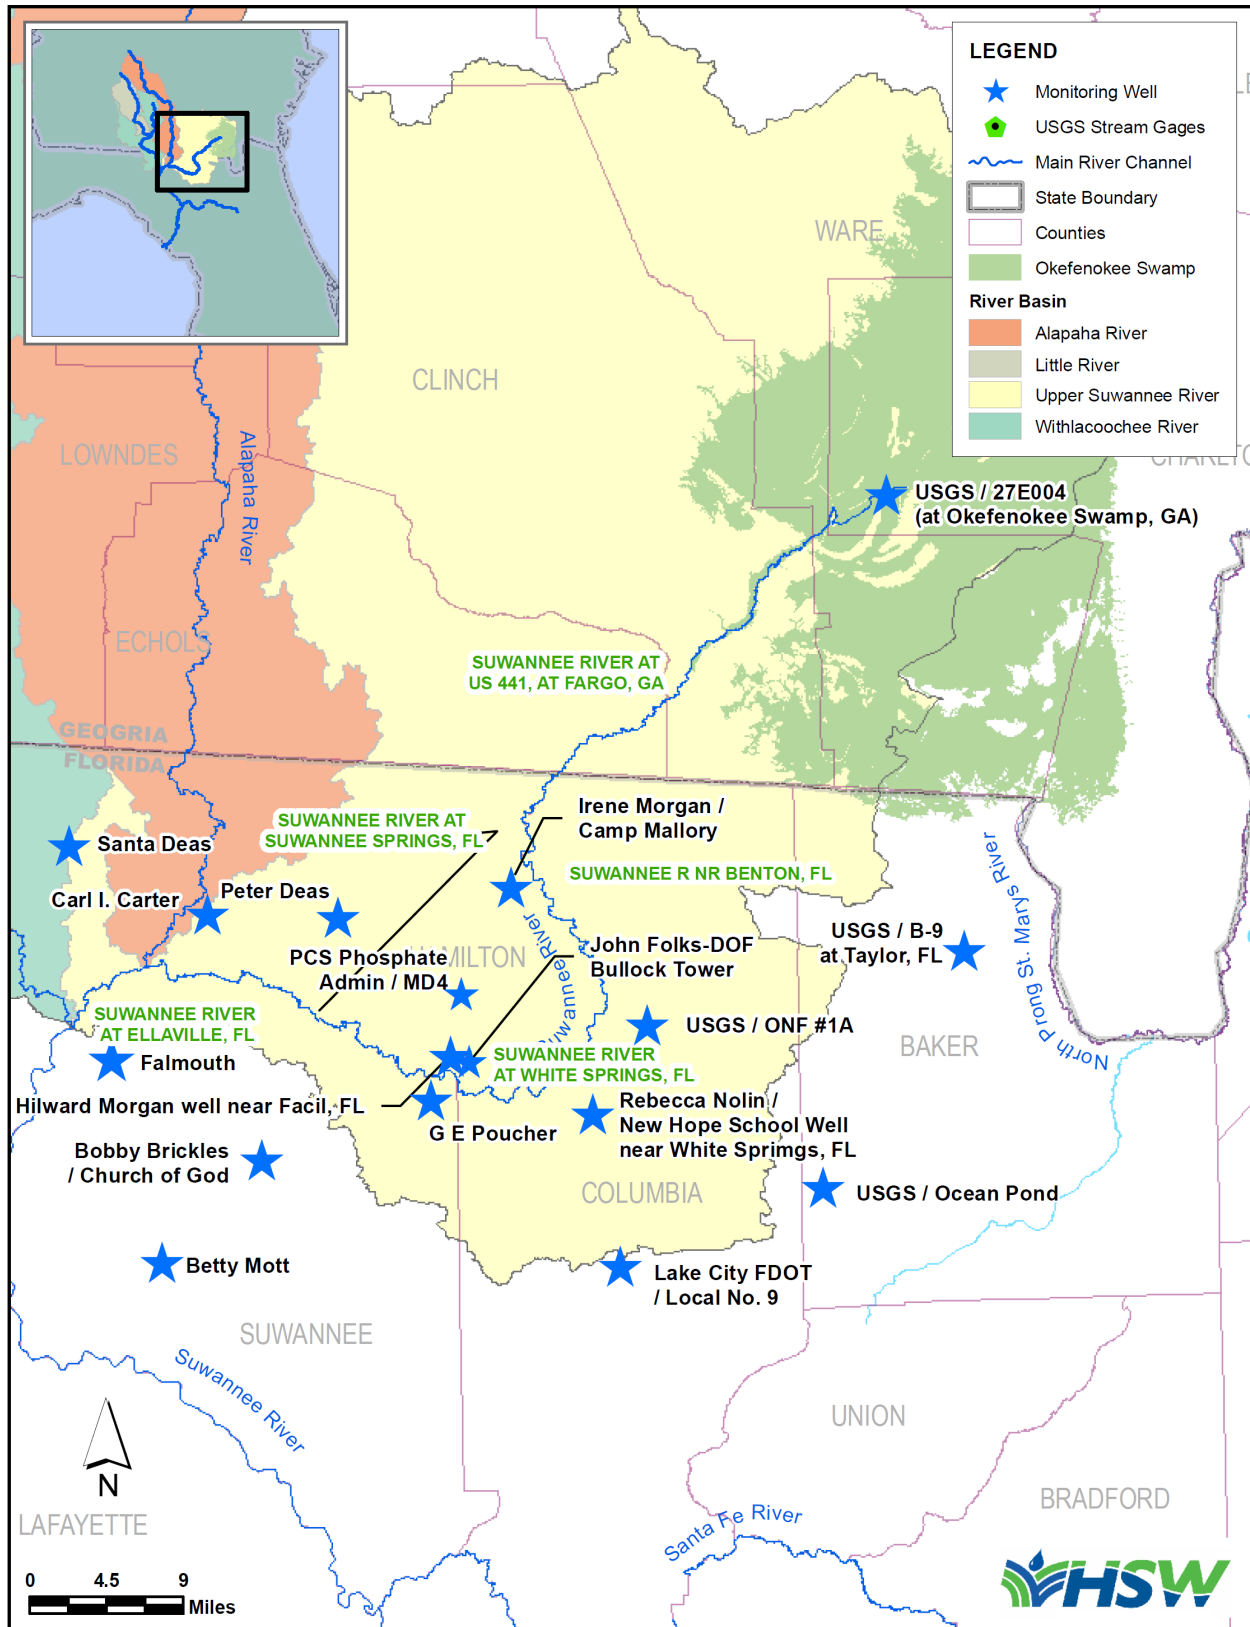 LEGEND
Monitoring Well
USGS Stream Gages
Main River Channel
State Boundary
Counties
Okefenokee Swamp
River Basin
Alapaha River
Little River
Upper Suwannee River
Withlacoochee River
WARE
CLINCH
LOWNDES
Alapaha River
USGS / 27E004
(at Okefenokee Swamp, GA)
ECHOLS
SUWANNEE RIVER AT
US 441, AT FARGO, GA
GEOGRIA
FLORIDA
Irene Morgan /
Camp Mallory
SUWANNEE RIVER AT
SUWANNEE SPRINGS, FL
Santa Deas
SUWANNEE R NR BENTON, FL
Carl I. Carter
Peter Deas
North Prong St. Marys River
Suwannee River
USGS / B-9
at Taylor, FL
PCS Phosphate
Admin / MD4
John Folks-DOF
Bullock Tower
SUWANNEE RIVER
AT ELLAVILLE, FL
USGS / ONF #1A
BAKER
Falmouth
SUWANNEE RIVER
AT WHITE SPRINGS, FL
Hilward Morgan well near Facil, FL
G E Poucher
Rebecca Nolin /
New Hope School Well
near White Sprimgs, FL
Bobby Brickles
/ Church of God
COLUMBIA
USGS / Ocean Pond
Betty Mott
Lake City FDOT
/ Local No. 9
SUWANNEE
Suwannee River
UNION
N
BRADFORD
LAFAYETTE
Santa Fe River
0 4.5 9
Miles
HSW